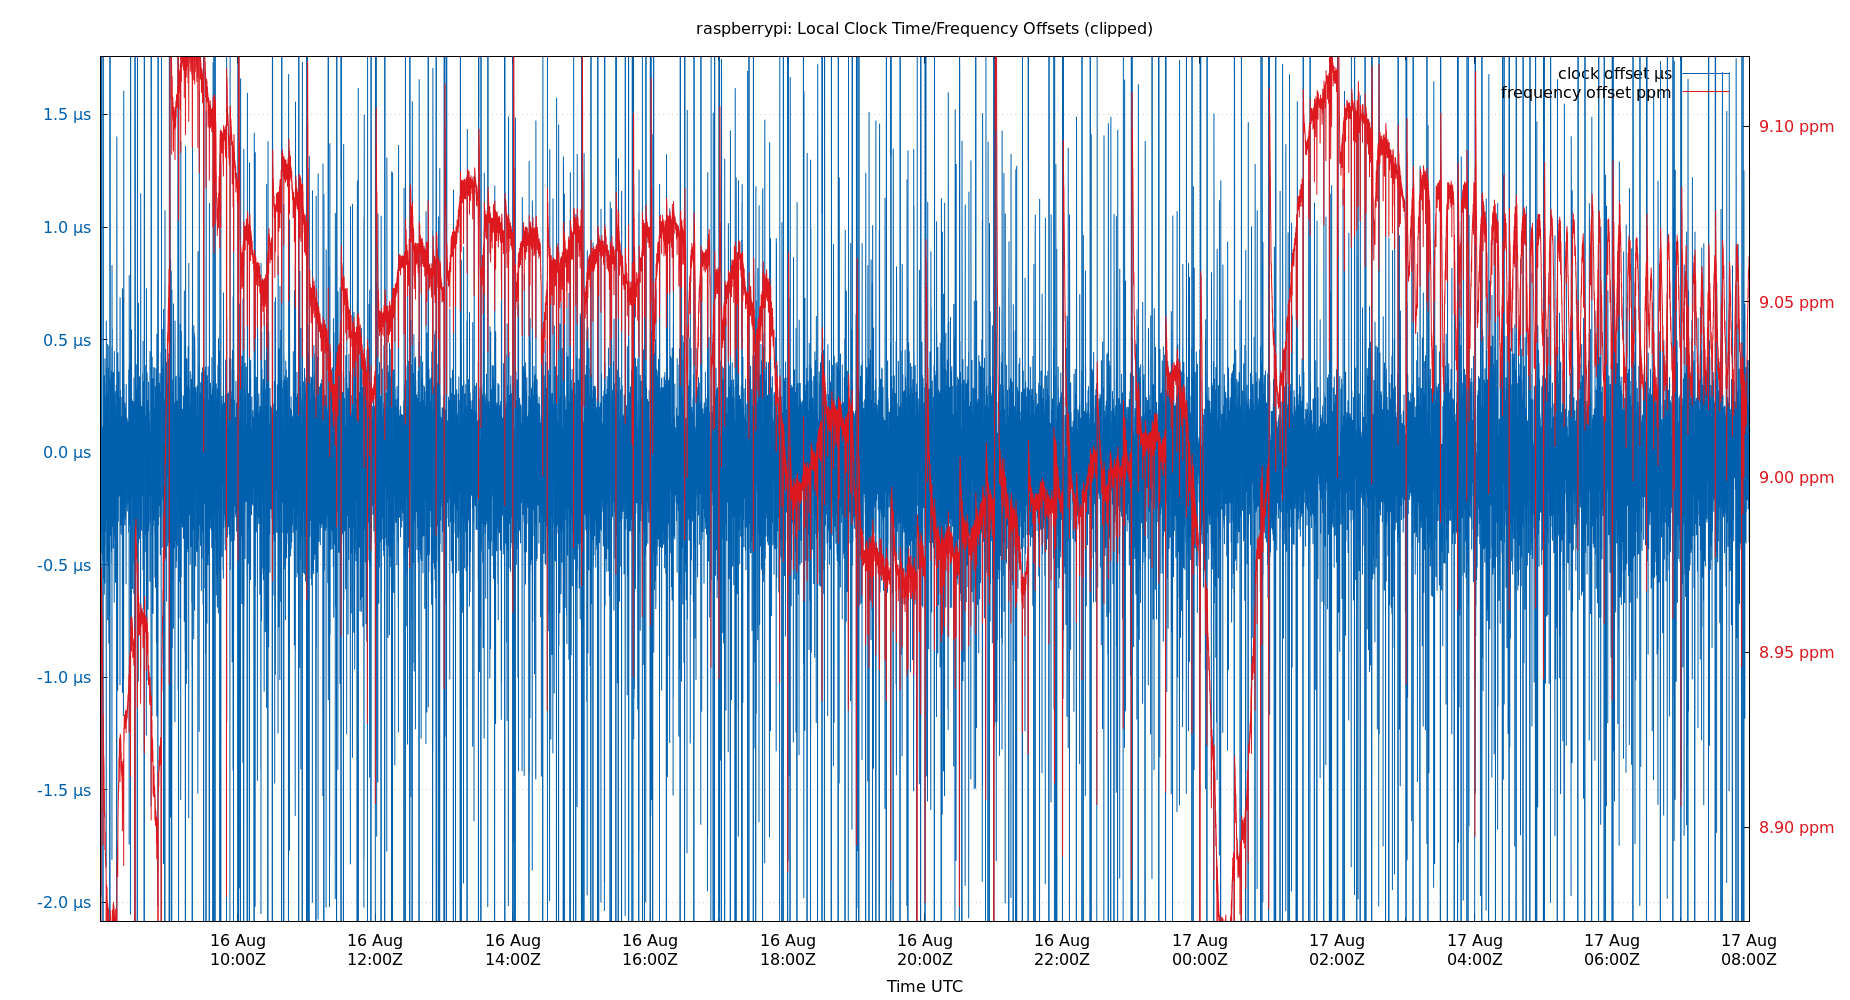 raspberrypi: Local Clock Time/Frequency Offsets (clipped)
clock offset µs
frequency offset ppm
1.5 µs
1.0 µs
0.5 µs
0.0 µs
-0.5 µs
-1.0 µs
-1.5 µs
-2.0 µs
9.10 ppm
9.05 ppm
9.00 ppm
8.95 ppm
8.90 ppm
16 Aug 16 Aug 16 Aug 16 Aug 16 Aug 16 Aug 16 Aug 17 Aug 17 Aug 17 Aug 17 Aug 17 Aug
10:00Z 12:00Z 14:00Z 16:00Z 18:00Z 20:00Z 22:00Z 00:00Z 02:00Z 04:00Z 06:00Z 08:00Z
Time UTC